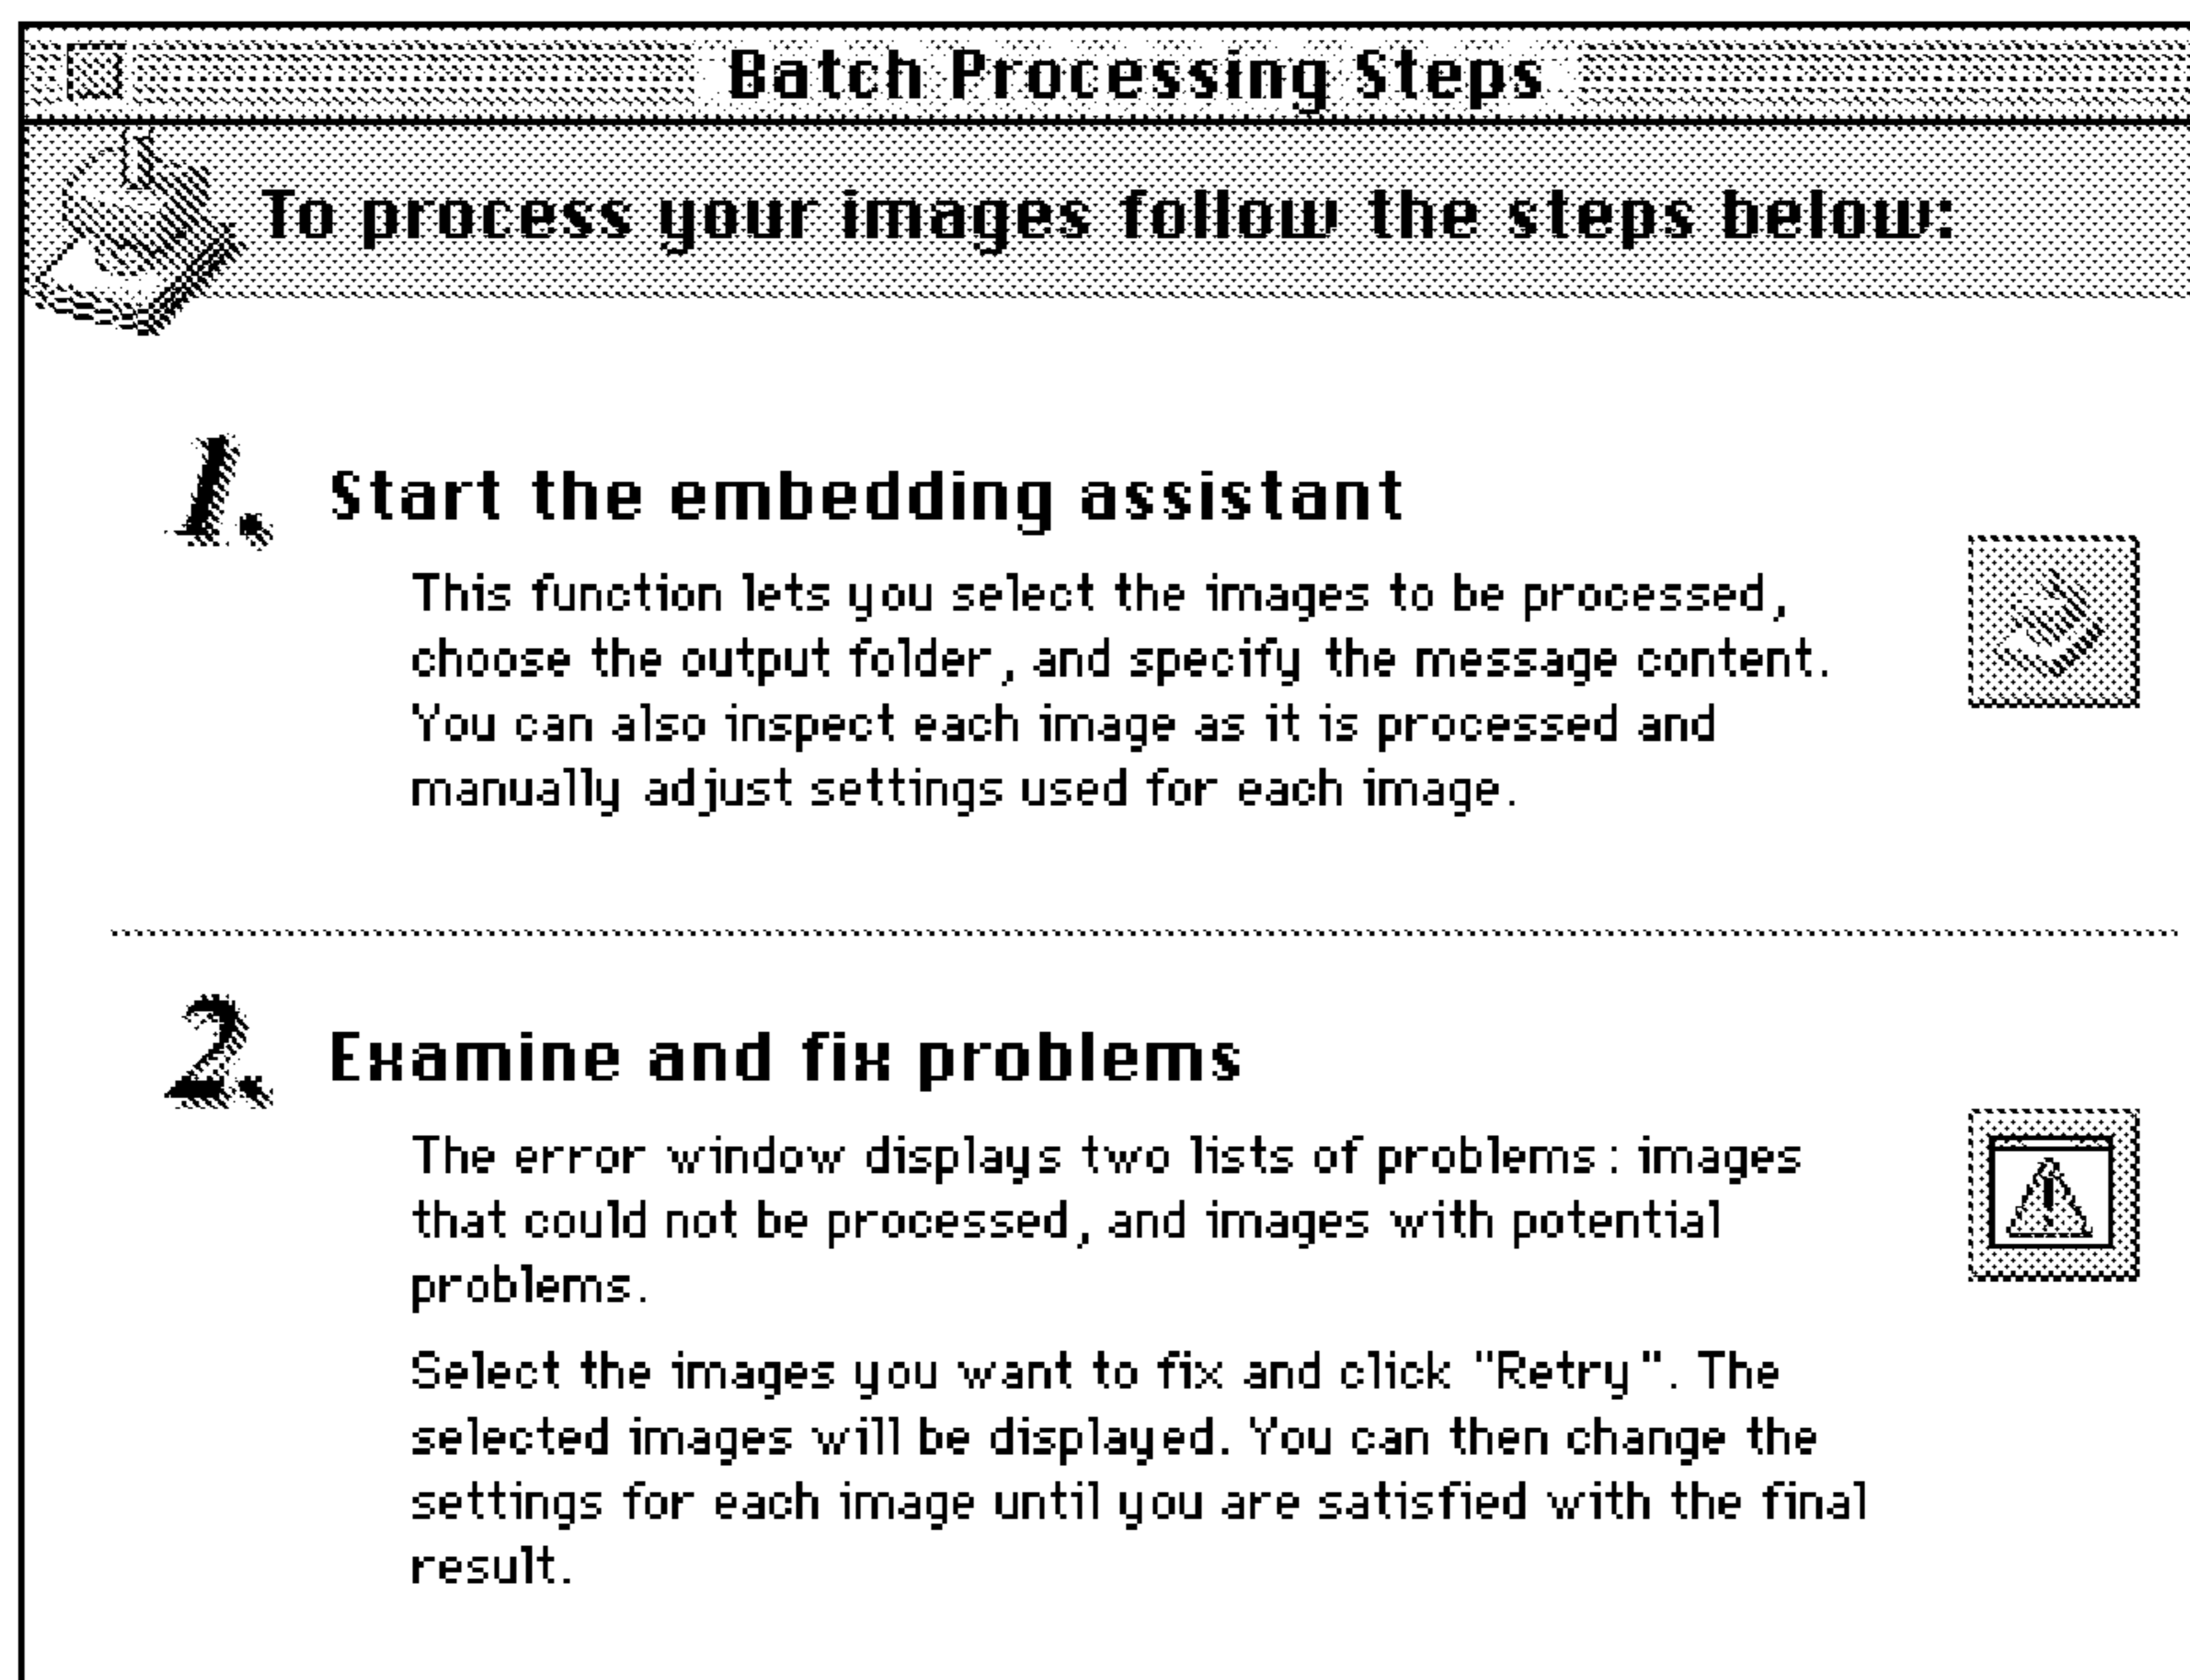 Batch Processing Steps
To process your images follow the steps below:
1. Start the embedding assistant
This function lets you select the images to be processed,
choose the output folder, and specify the message content.
You can also inspect each image as it is processed and
manually adjust settings used for each image.
2. Examine and fix problems
The error window displays two lists of problems: images
that could not be processed, and images with potential
problems.
Select the images you want to fix and click "Retry". The
selected images will be displayed. You can then change the
settings for each image until you are satisfied with the final
result.